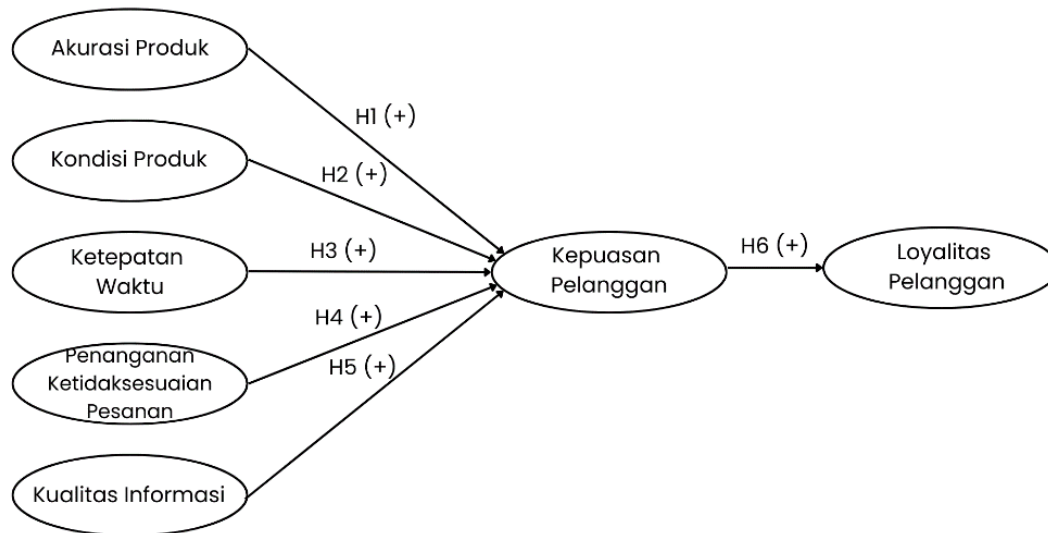 Akurasi Produk
H1 (+)
Kondisi Produk
H2 (+)
Ketepatan
Waktu
H3 (+)
Kepuasan
Pelanggan
H6 (+)
Loyalitas
Pelanggan
H4 (+)
Penanganan
Ketidaksesuaian
Pesanan
H5 (+)
Kualitas Informasi